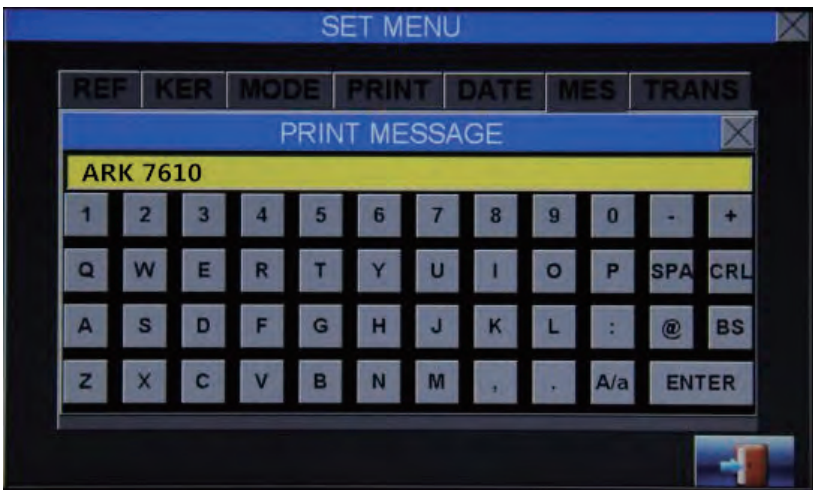 SET MENU
REF KER MODE PRINT DATE MES TRANS
PRINT MESSAGE
ARK 7610
1 2 3 4 5 6 7 8 9 0 - +
Q W E R T Y U I O P SPA CRL
A S D F G H J K L : @ BS
Z X C V B N M , . A/a ENTER